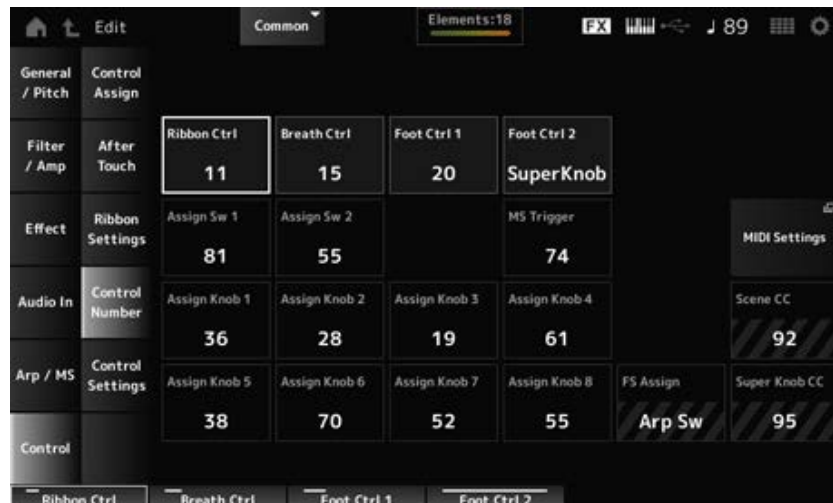 Edit Common Elements:18 FX 89
General / Pitch
Control Assign
Filter / Amp
After Touch
Ribbon Ctrl Breath Ctrl Foot Ctrl 1 Foot Ctrl 2
11 15 20 SuperKnob
Effect
Ribbon Settings
Assign Sw 1 Assign Sw 2 MS Trigger
81 55 74
MIDI Settings
Audio In
Control Number
Assign Knob 1 Assign Knob 2 Assign Knob 3 Assign Knob 4 Scene CC
36 28 19 61 92
Arp / MS
Control Settings
Assign Knob 5 Assign Knob 6 Assign Knob 7 Assign Knob 8 FS Assign Super Knob CC
38 70 52 55 Arp Sw 95
Control
Ribbon Ctrl Breath Ctrl Foot Ctrl 1 Foot Ctrl 2